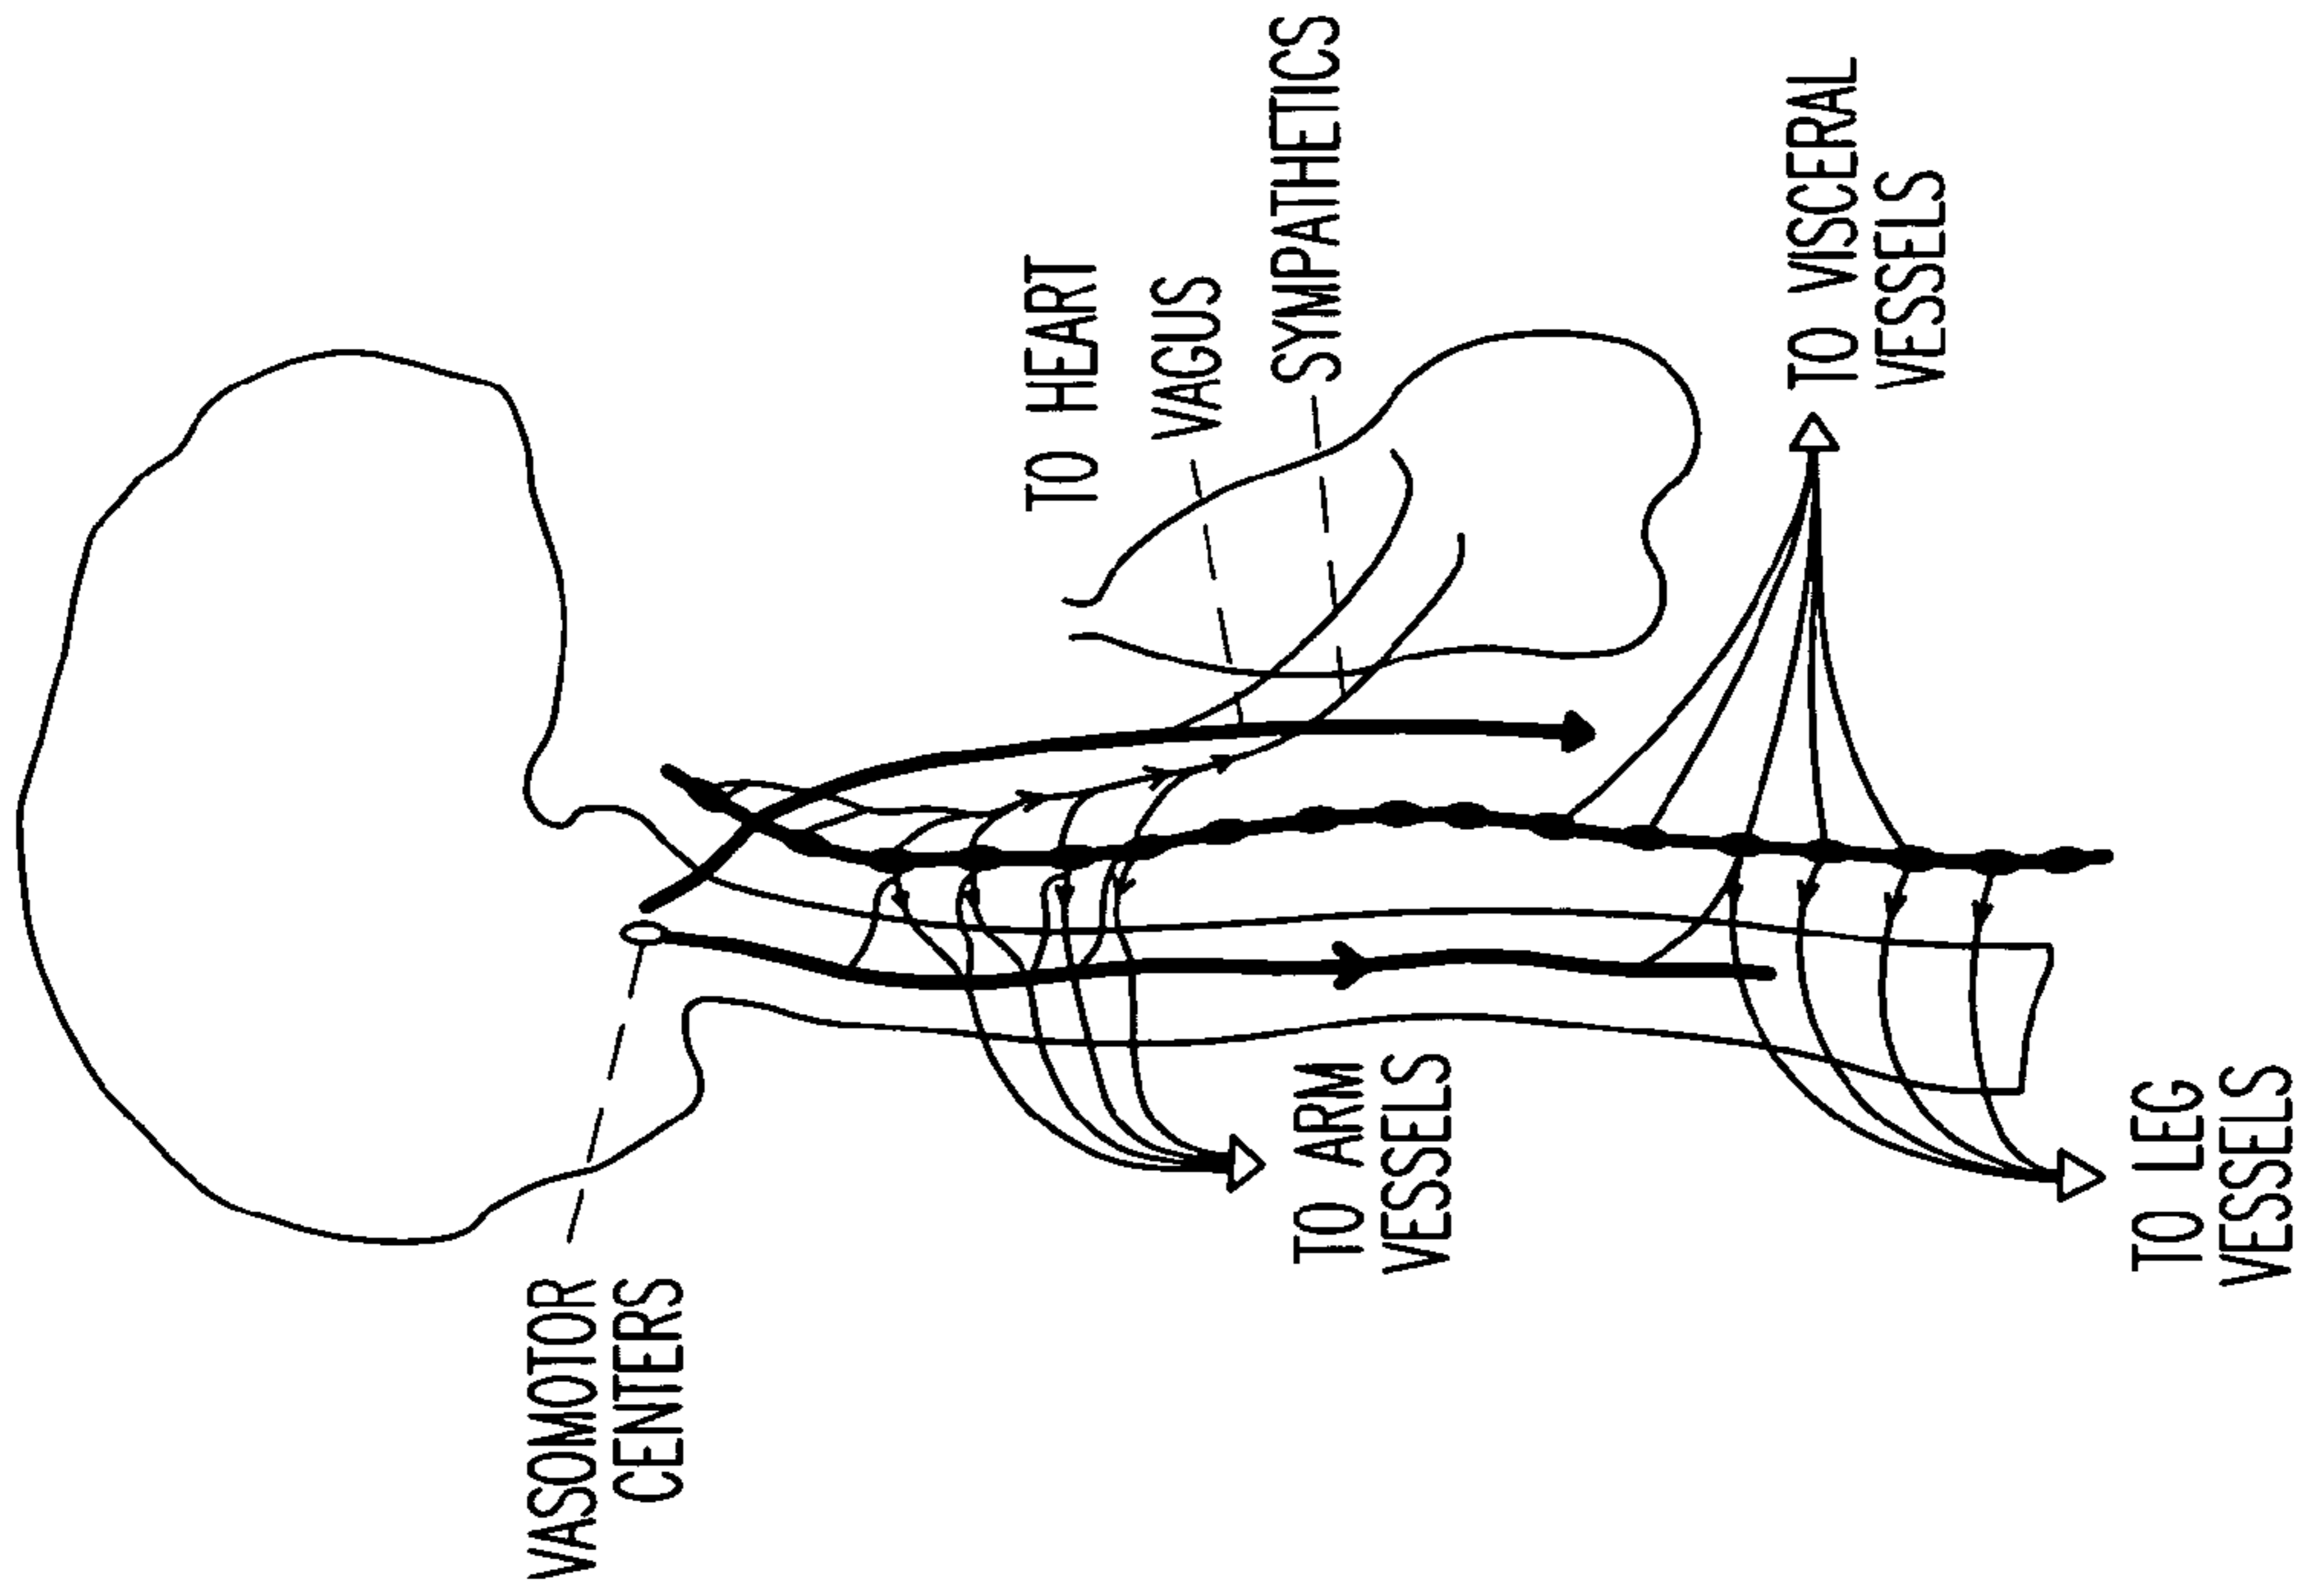 VASOMOTOR
CENTERS
TO HEART
VAGUS
SYMPATHETICS
TO ARM
VESSELS
TO VISCERAL
VESSELS
TO LEG
VESSELS